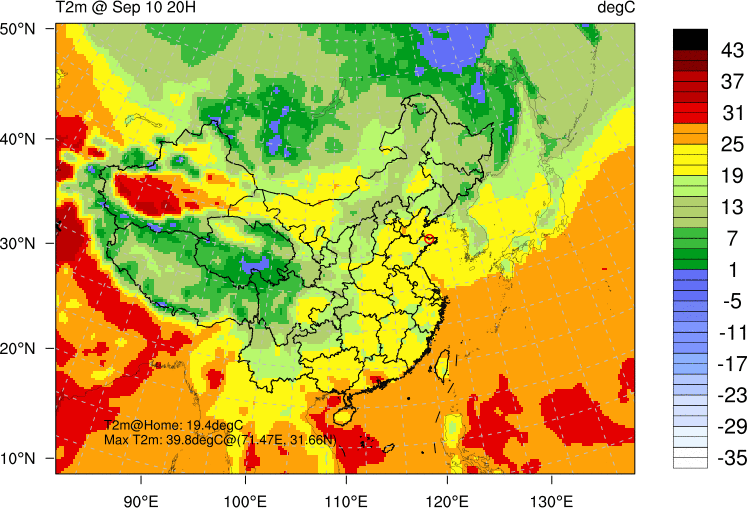 T2m @ Sep 10 20H
degC
50°N
40°N
30°N
20°N
10°N
90°E
100°E
110°E
120°E
130°E
T2m@Home: 19.4degC
Max T2m: 39.8degC@(71.47E, 31.66N)
43
37
31
25
19
13
7
1
-5
-11
-17
-23
-29
-35